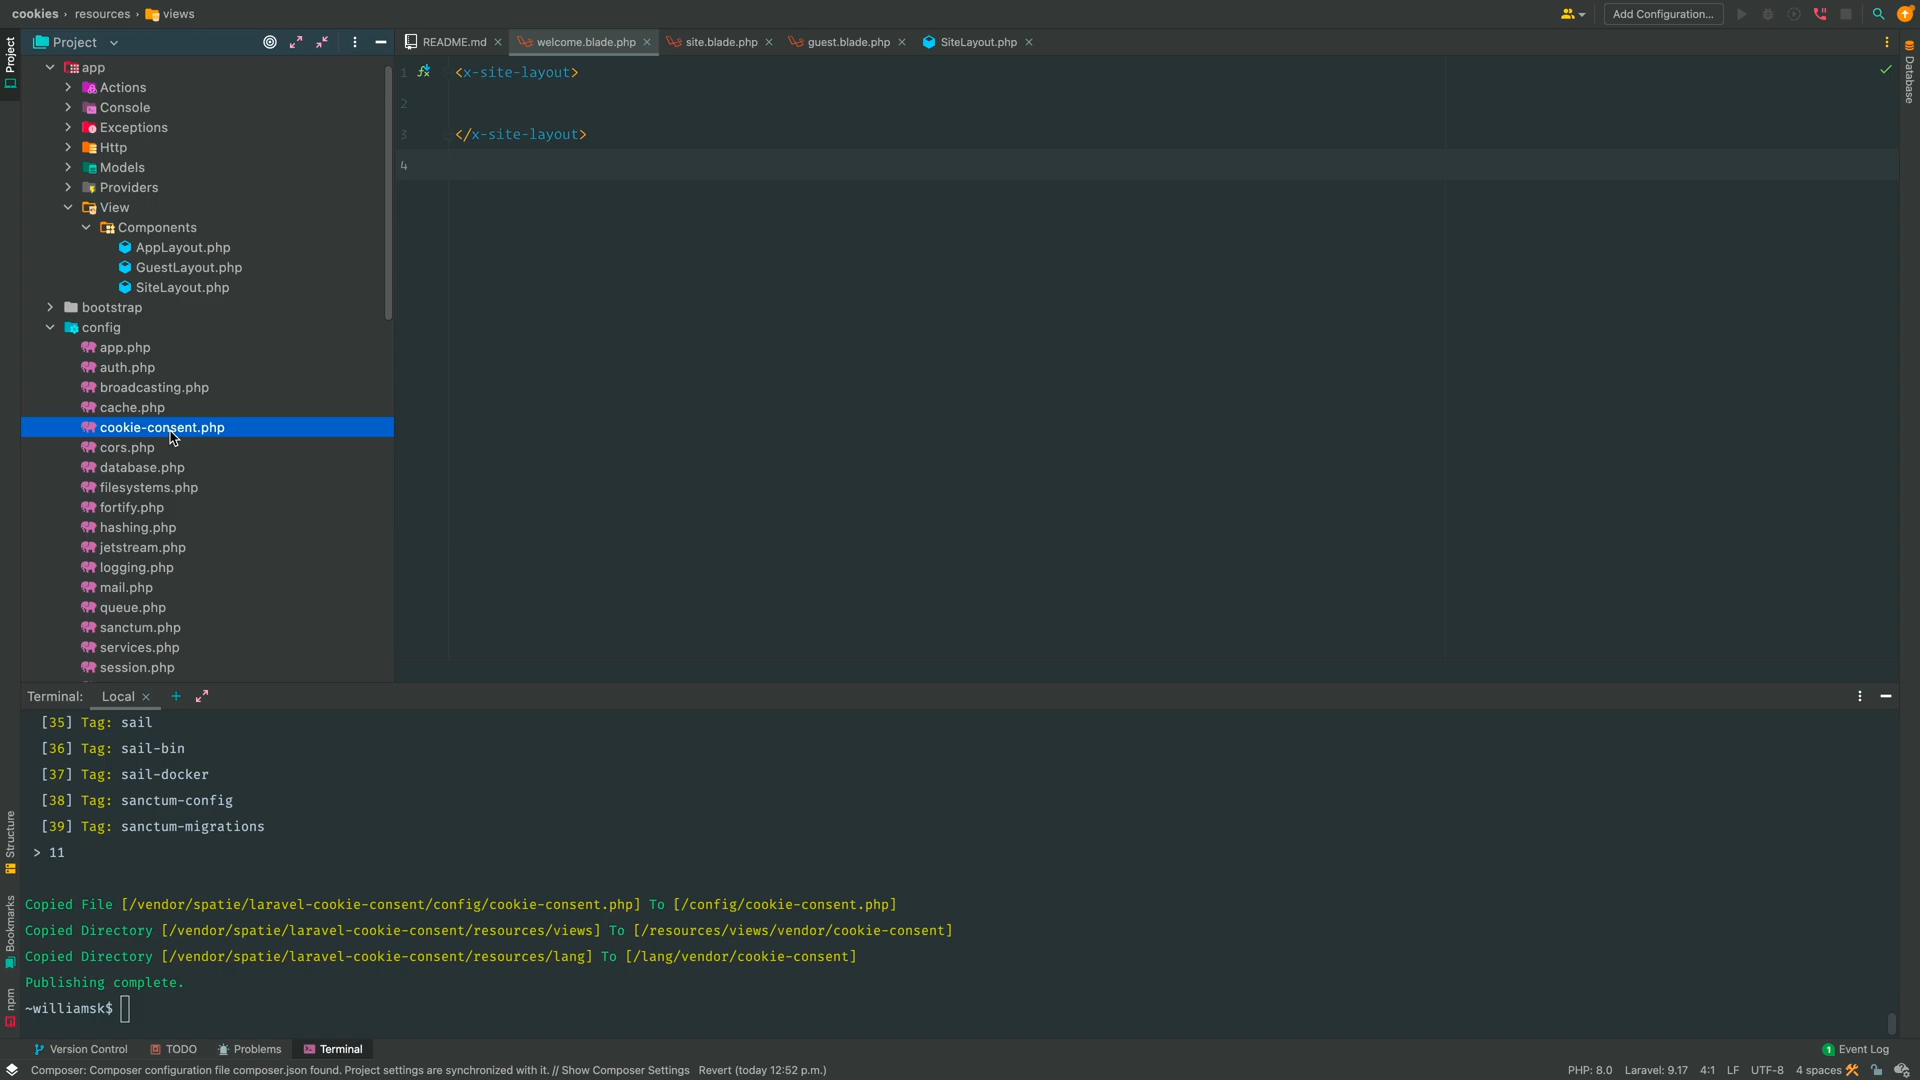 cookies › resources › views
Add Configuration...
Project
README.md
welcome.blade.php
site.blade.php
guest.blade.php
SiteLayout.php
Project
Database
app
Actions
Console
Exceptions
Http
Models
Providers
View
Components
AppLayout.php
GuestLayout.php
SiteLayout.php
bootstrap
config
app.php
auth.php
broadcasting.php
cache.php
cookie-consent.php
cors.php
database.php
filesystems.php
fortify.php
hashing.php
jetstream.php
logging.php
mail.php
queue.php
sanctum.php
services.php
session.php
1 <x-site-layout>
2
3 </x-site-layout>
4
Terminal: Local
[35] Tag: sail
[36] Tag: sail-bin
[37] Tag: sail-docker
[38] Tag: sanctum-config
[39] Tag: sanctum-migrations
> 11
Copied File [/vendor/spatie/laravel-cookie-consent/config/cookie-consent.php] To [/config/cookie-consent.php]
Copied Directory [/vendor/spatie/laravel-cookie-consent/resources/views] To [/resources/views/vendor/cookie-consent]
Copied Directory [/vendor/spatie/laravel-cookie-consent/resources/lang] To [/lang/vendor/cookie-consent]
Publishing complete.
~williamsk$
Structure
Bookmarks
npm
Version Control
TODO
Problems
Terminal
1 Event Log
Composer: Composer configuration file composer.json found. Project settings are synchronized with it. // Show Composer Settings Revert (today 12:52 p.m.)
PHP: 8.0 Laravel: 9.17 4:1 LF UTF-8 4 spaces